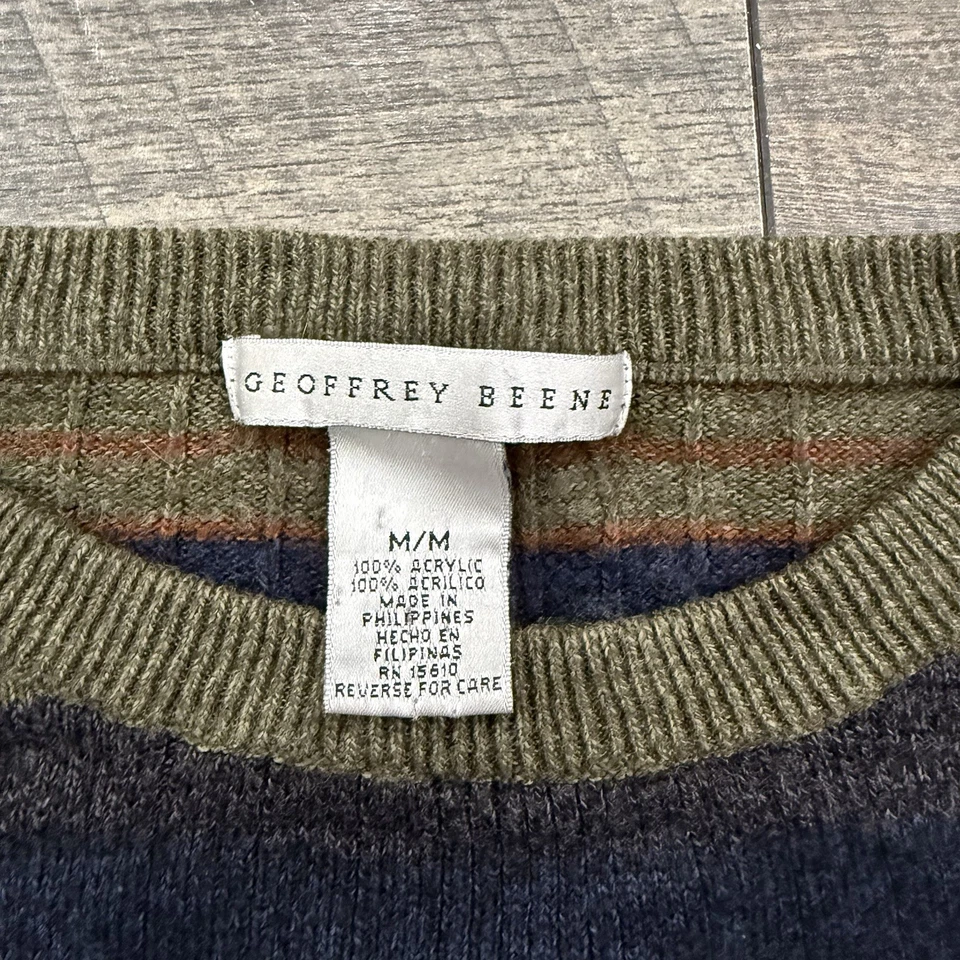 GEOFFREY BEENE
M/M
100% ACRYLIC
100% ACRILICO
MADE IN
PHILIPPINES
HECHO EN
FILIPINAS
RN 15610
REVERSE FOR CARE